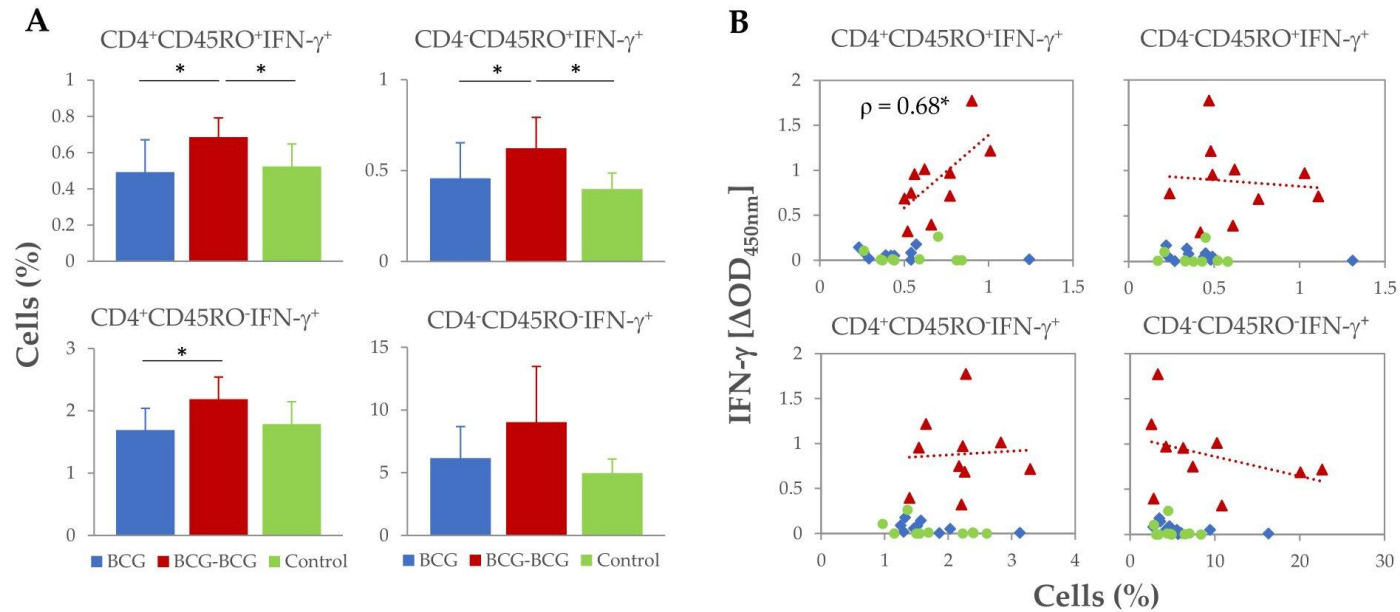 A
CD4⁺CD45RO⁺IFN-γ⁺
CD4⁻CD45RO⁺IFN-γ⁺
Cells (%)
1
0.8
0.6
0.4
0.2
0
* *
1
0.5
0
* *
CD4⁺CD45RO⁻IFN-γ⁺
CD4⁻CD45RO⁻IFN-γ⁺
3
2
1
0
*
15
10
5
0
BCG BCG-BCG Control
BCG BCG-BCG Control
B
CD4⁺CD45RO⁺IFN-γ⁺
CD4⁻CD45RO⁺IFN-γ⁺
IFN-γ [ΔOD450nm]
2
1.5
1
0.5
0
ρ = 0.68*
0 0.5 1 1.5
0 0.5 1 1.5
CD4⁺CD45RO⁻IFN-γ⁺
CD4⁻CD45RO⁻IFN-γ⁺
2
1.5
1
0.5
0
0 1 2 3 4
0 10 20 30
Cells (%)